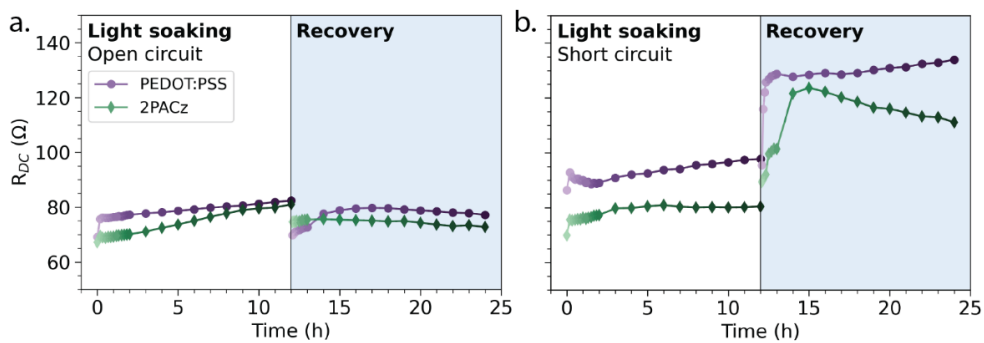 a.
Light soaking
Open circuit
Recovery
PEDOT:PSS
2PACz
R_DC (Ω)
140
120
100
80
60
0 5 10 15 20 25
Time (h)
b.
Light soaking
Short circuit
Recovery
0 5 10 15 20 25
Time (h)